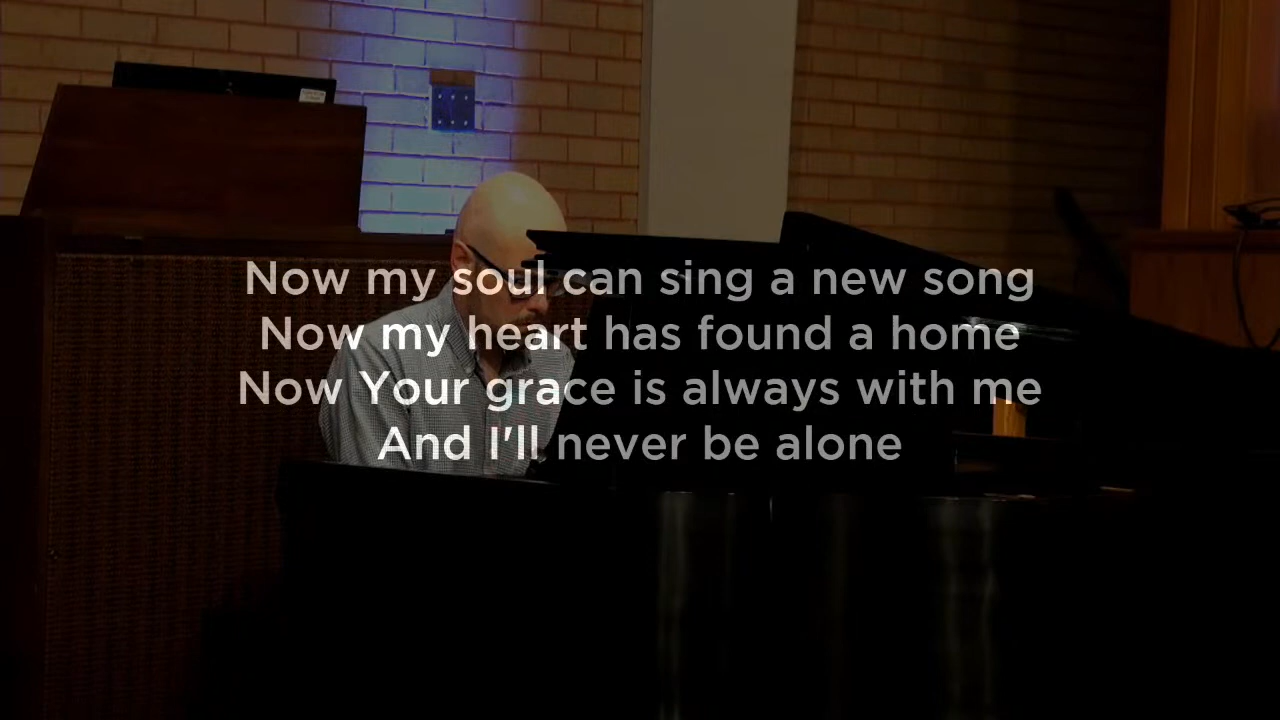 Now my soul can sing a new song
Now my heart has found a home
Now Your grace is always with me
And I'll never be alone